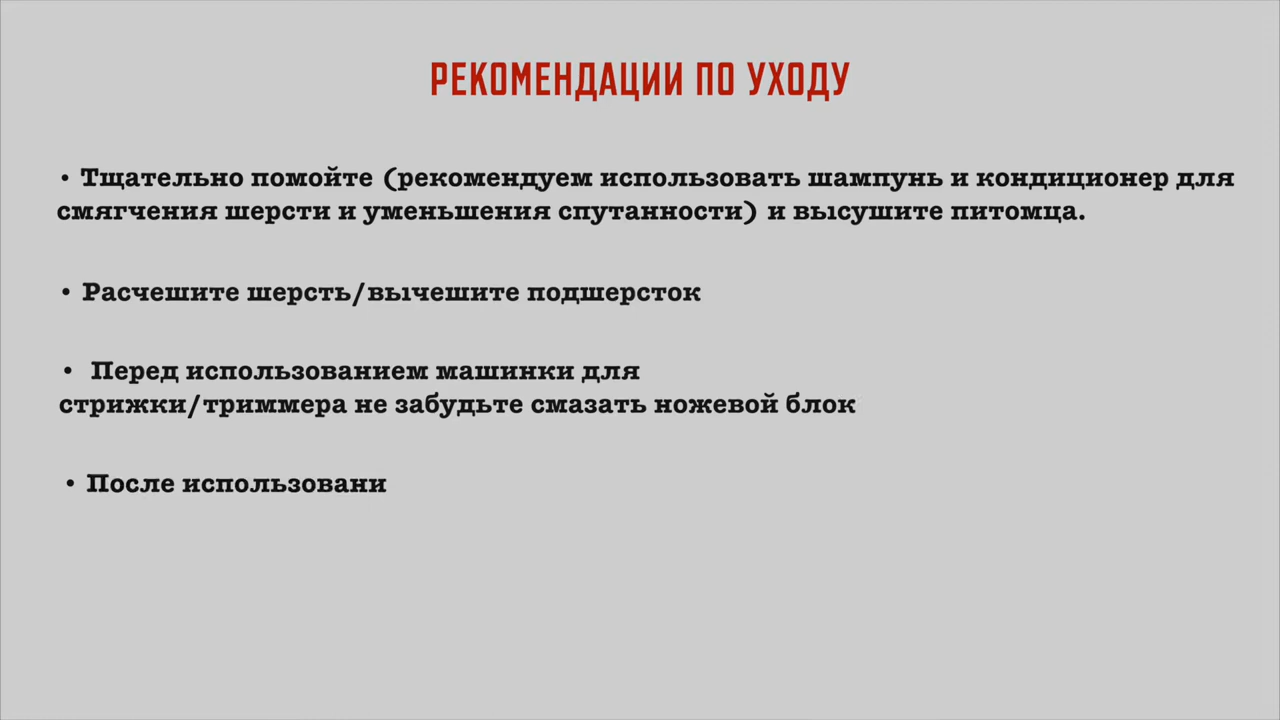 РЕКОМЕНДАЦИИ ПО УХОДУ
• Тщательно помойте (рекомендуем использовать шампунь и кондиционер для
смягчения шерсти и уменьшения спутанности) и высушите питомца.
• Расчешите шерсть/вычешите подшерсток
• Перед использованием машинки для
стрижки/триммера не забудьте смазать ножевой блок
• После использовани